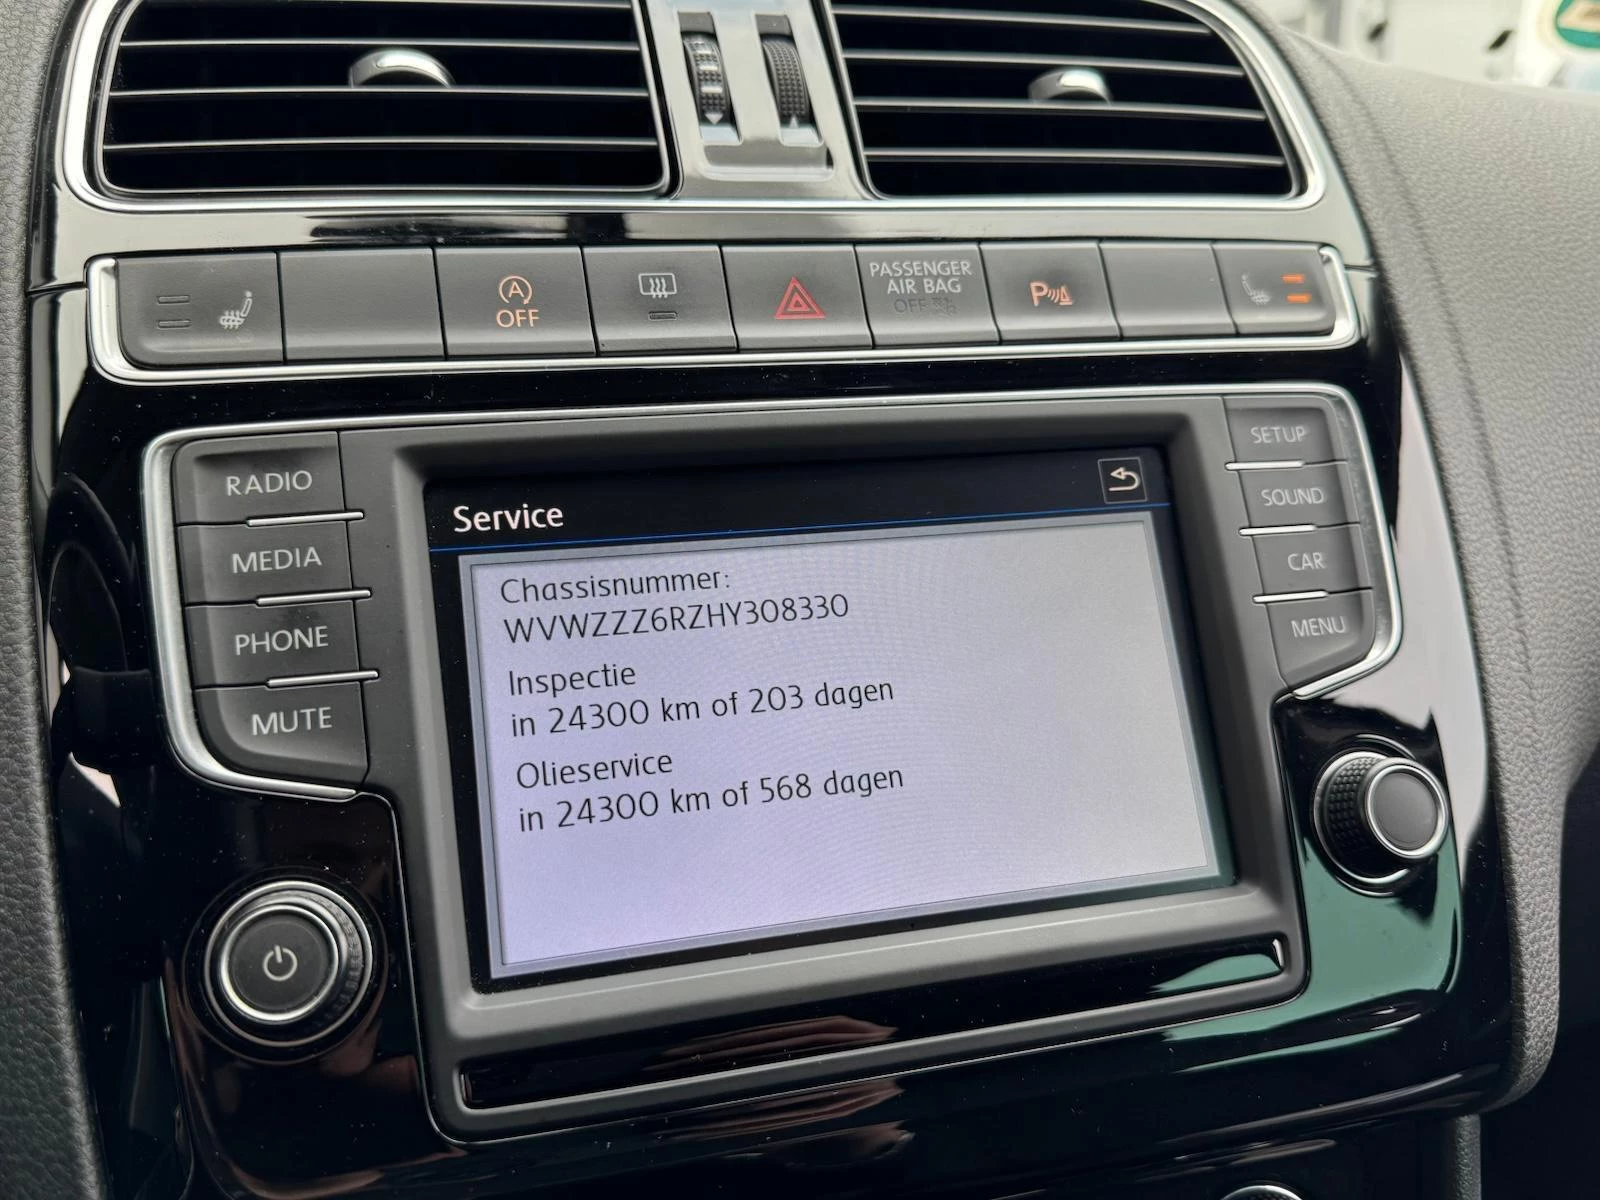 A
OFF
PASSENGER
AIR BAG
OFF
P
RADIO
MEDIA
PHONE
MUTE
Service
Chassisnummer:
WVWZZZ6RZHY308330
Inspectie
in 24300 km of 203 dagen
Olieservice
in 24300 km of 568 dagen
SETUP
SOUND
CAR
MENU